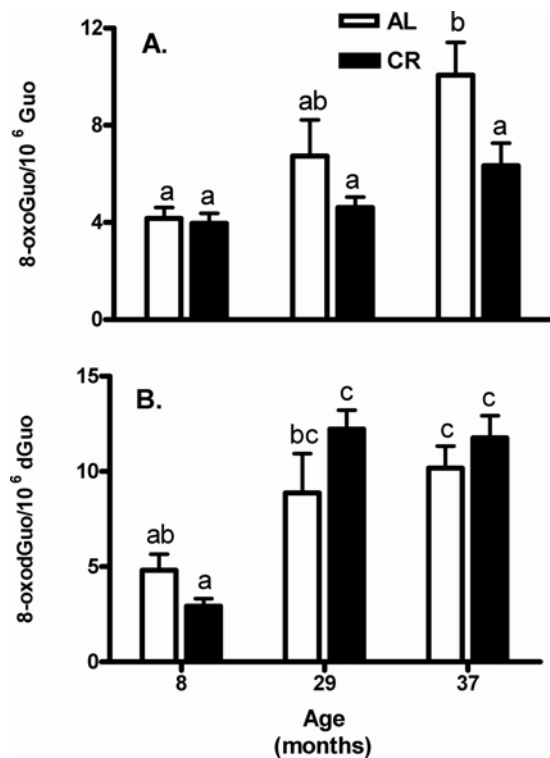 A.
AL
CR
8-oxoGuo/10^6 Guo
12
8
4
0
a
a
ab
a
b
a
B.
8-oxodGuo/10^6 dGuo
15
10
5
0
ab
a
bc
c
c
c
8
29
37
Age
(months)